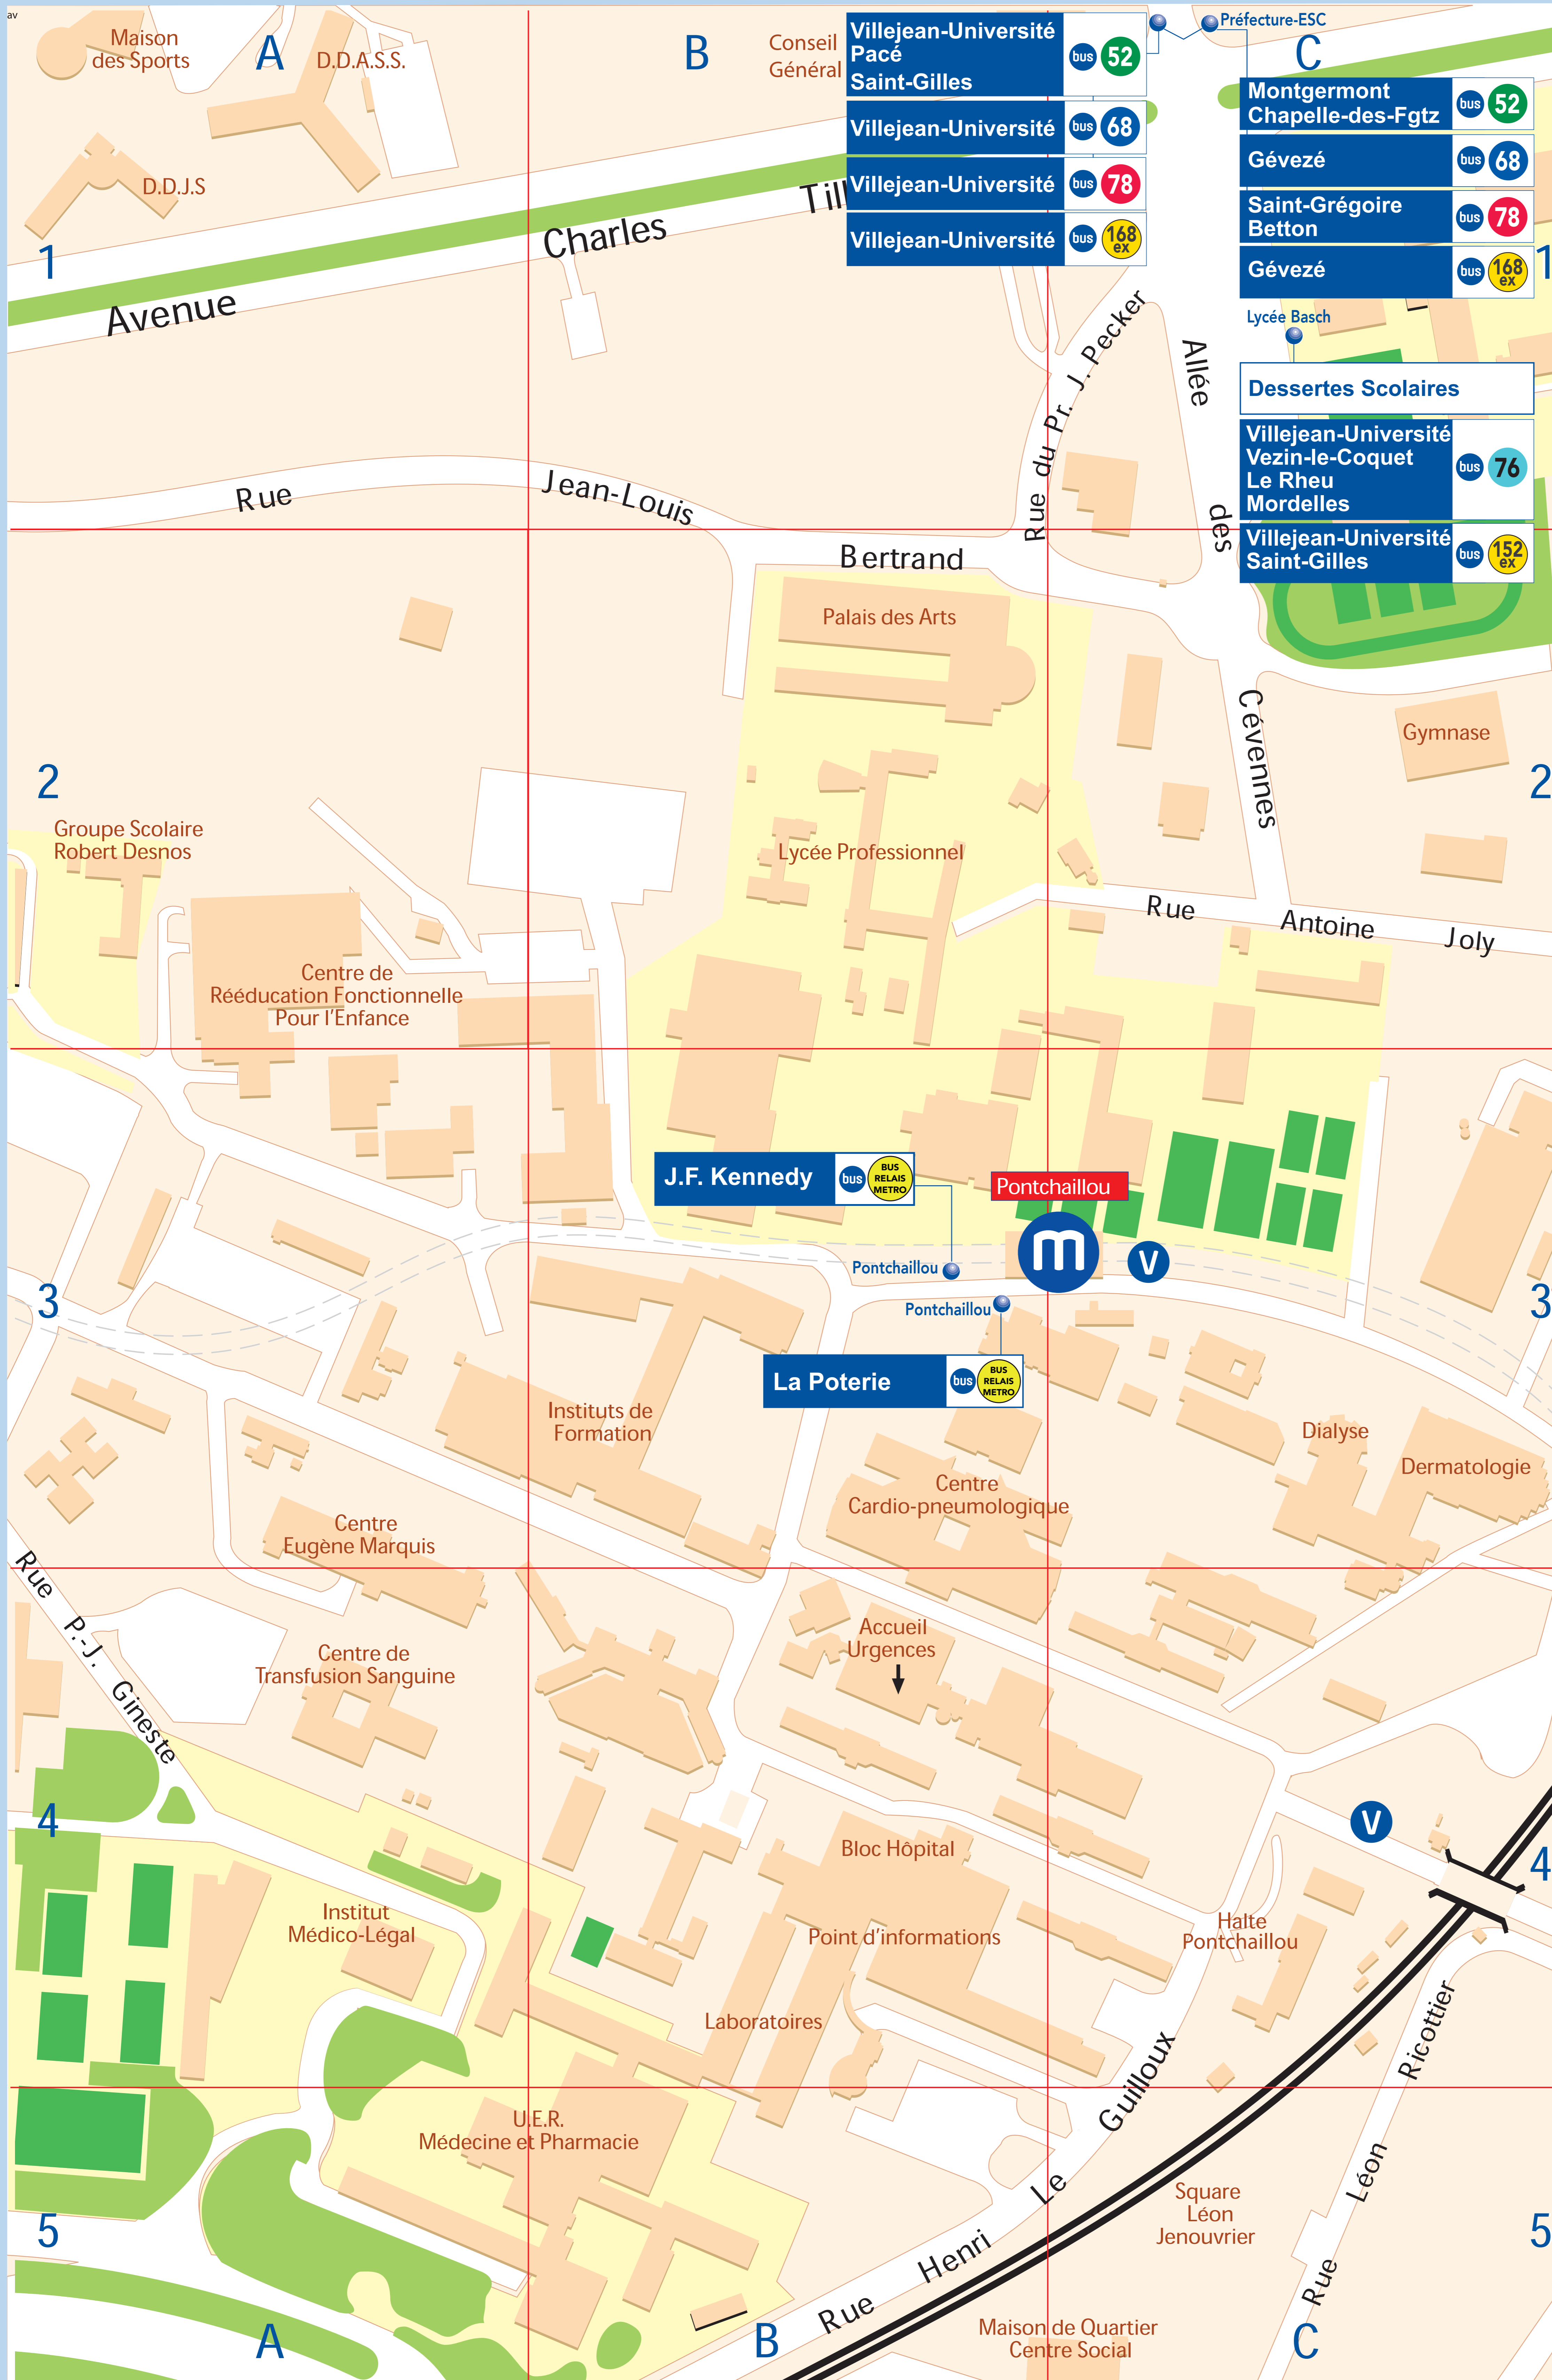 av
Maison
des Sports
A
D.D.A.S.S.
B
Conseil
Général
Villejean-Université
Pacé
Saint-Gilles
bus 52
Villejean-Université
bus 68
Villejean-Université
bus 78
Villejean-Université
bus 168
ex
Préfecture-ESC
C
Montgermont
Chapelle-des-Fgtz
bus 52
Gévezé
bus 68
Saint-Grégoire
Betton
bus 78
Gévezé
bus 168
ex
Lycée Basch
Dessertes Scolaires
Villejean-Université
Vezin-le-Coquet
Le Rheu
Mordelles
bus 76
Villejean-Université
Saint-Gilles
bus 152
ex
D.D.J.S
1
1
Avenue Charles Till
Rue du Pr. J. Pecker
Allée des Cévennes
Rue Jean-Louis Bertrand
Palais des Arts
Gymnase
2
2
Groupe Scolaire
Robert Desnos
Lycée Professionnel
Rue Antoine Joly
Centre de
Rééducation Fonctionnelle
Pour l'Enfance
J.F. Kennedy
bus
BUS
RELAIS
METRO
Pontchaillou
m
V
Pontchaillou
Pontchaillou
3
3
La Poterie
bus
BUS
RELAIS
METRO
Instituts de
Formation
Dialyse
Dermatologie
Centre
Cardio-pneumologique
Centre
Eugène Marquis
Rue P.-J. Gineste
Accueil
Urgences
Centre de
Transfusion Sanguine
4
V
4
Bloc Hôpital
Institut
Médico-Légal
Point d'informations
Halte
Pontchaillou
Laboratoires
Rue Léon Ricottier
U.E.R.
Médecine et Pharmacie
Rue Henri Le Guilloux
Square
Léon
Jenouvrier
5
5
Maison de Quartier
Centre Social
A
B
C